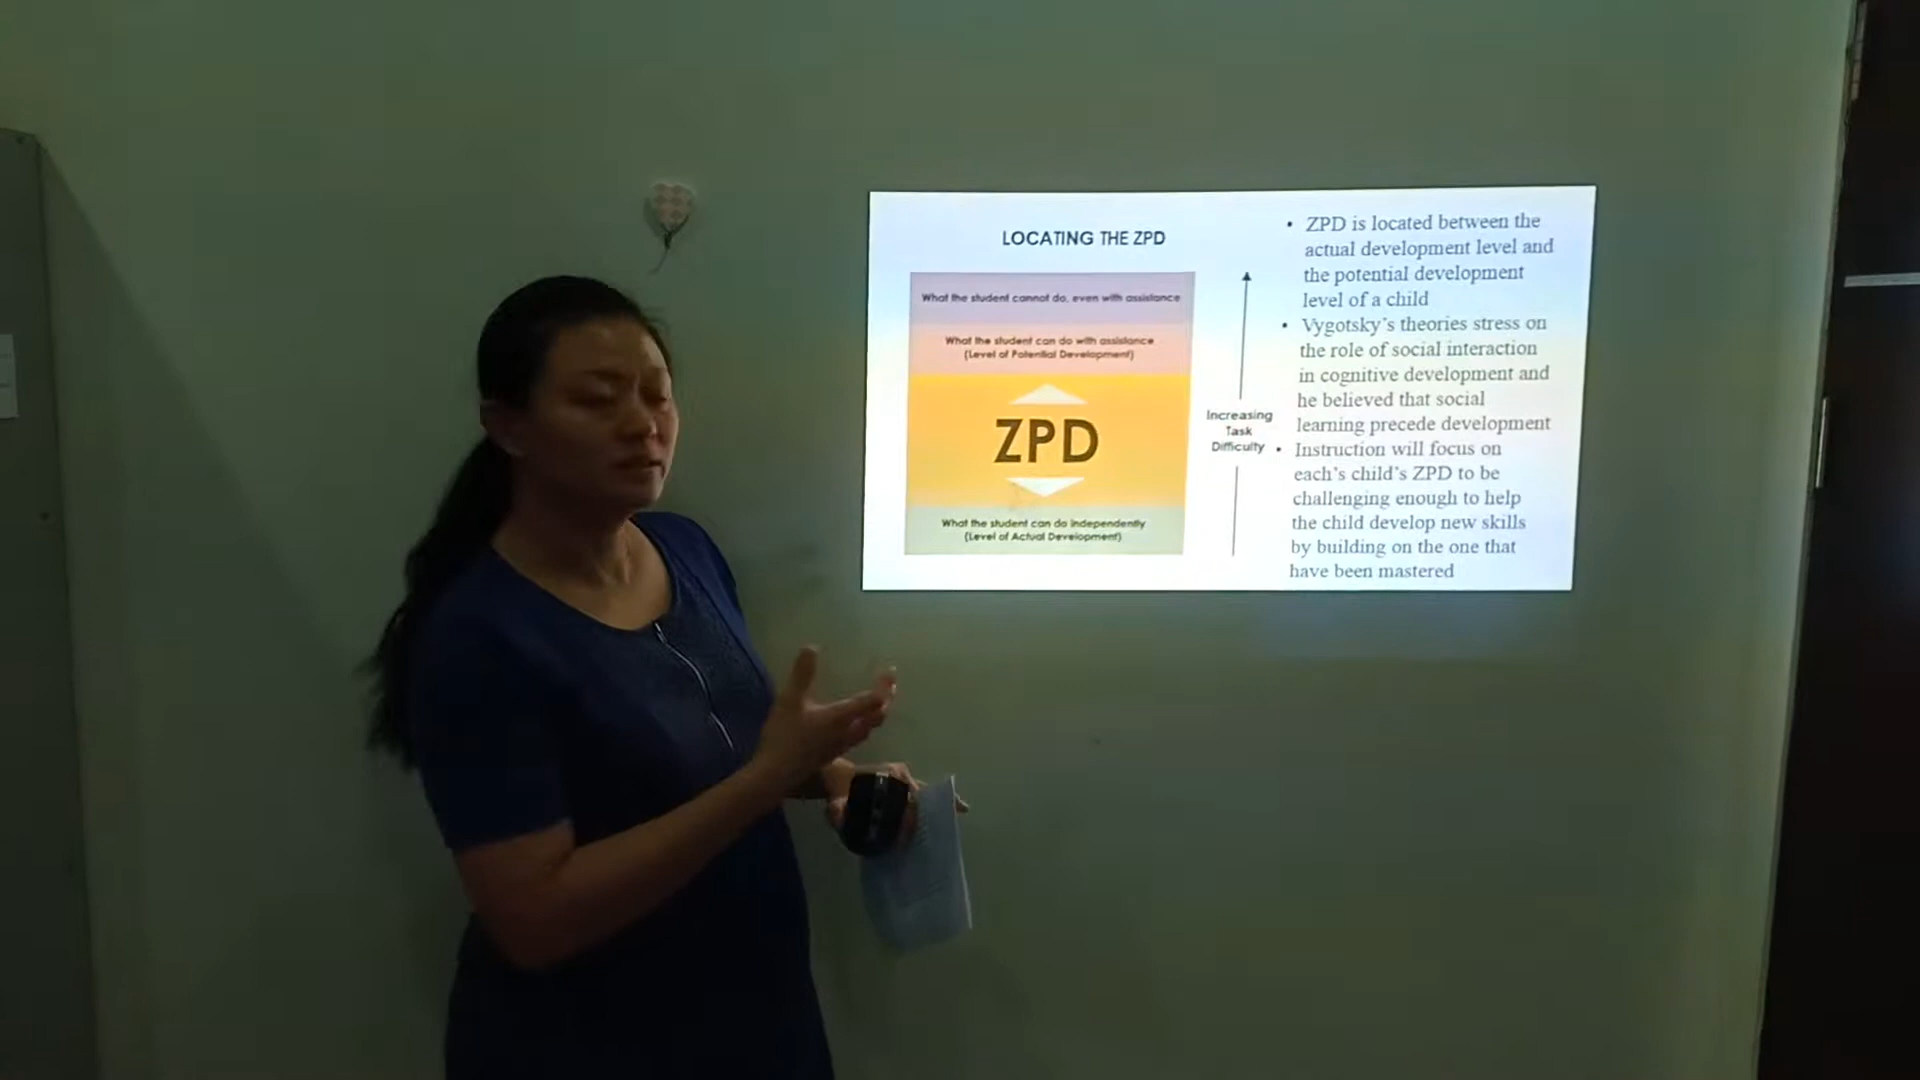 LOCATING THE ZPD
What the student cannot do, even with assistance
What the student can do with assistance
(Level of Potential Development)
ZPD
What the student can do independently
(Level of Actual Development)
Increasing
Task
Difficulty
• ZPD is located between the
actual development level and
the potential development
level of a child
• Vygotsky's theories stress on
the role of social interaction
in cognitive development and
he believed that social
learning precede development
• Instruction will focus on
each's child's ZPD to be
challenging enough to help
the child develop new skills
by building on the one that
have been mastered